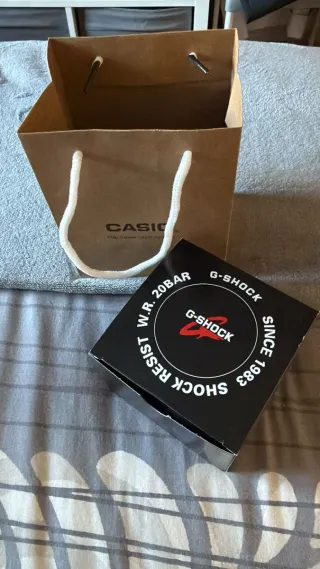 CASIO
G-SHOCK
SINCE 1983
SHOCK RESIST
W.R. 20BAR
G-SHOCK